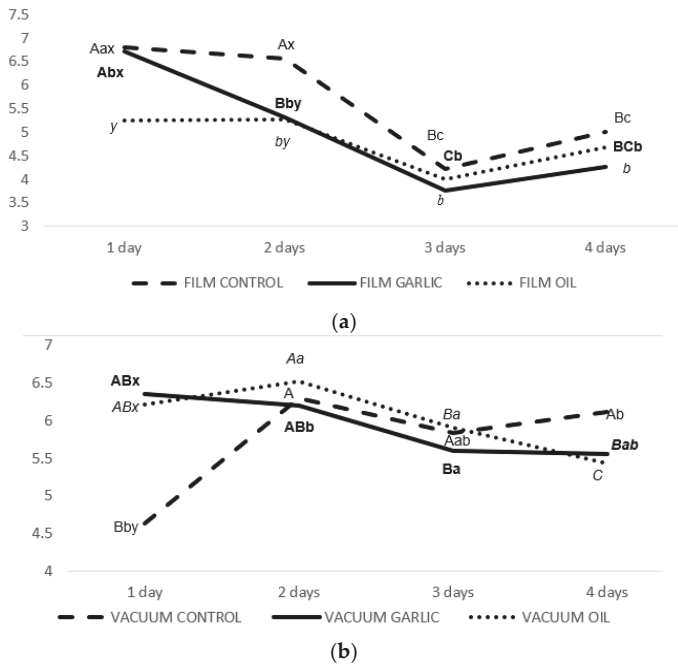 7.5
7
6.5
6
5.5
5
4.5
4
3.5
3
Aax
Abx
y
Ax
Bby
by
Bc
Cb
b
Bc
BCb
b
1 day 2 days 3 days 4 days
FILM CONTROL FILM GARLIC FILM OIL
(a)
7
6.5
6
5.5
5
4.5
4
ABx
ABx
Bby
Aa
A
ABb
Ba
Aab
Ba
Ab
Bab
C
1 day 2 days 3 days 4 days
VACUUM CONTROL VACUUM GARLIC VACUUM OIL
(b)